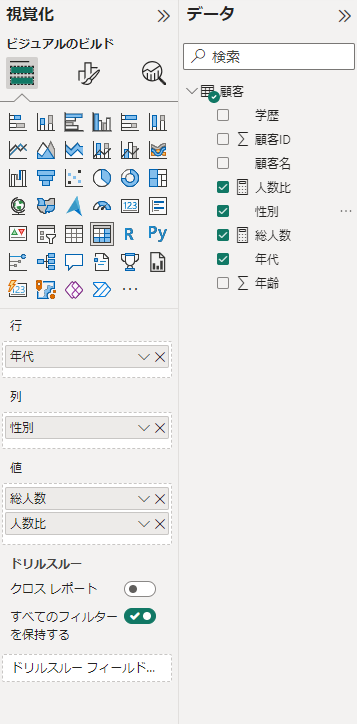 視覚化
ビジュアルのビルド
123
R
Py
123
行
年代
列
性別
値
総人数
人数比
ドリルスルー
クロス レポート
すべてのフィルター
を保持する
ドリルスルー フィールド...
データ
検索
顧客
学歴
顧客ID
顧客名
人数比
性別
総人数
年代
年齢